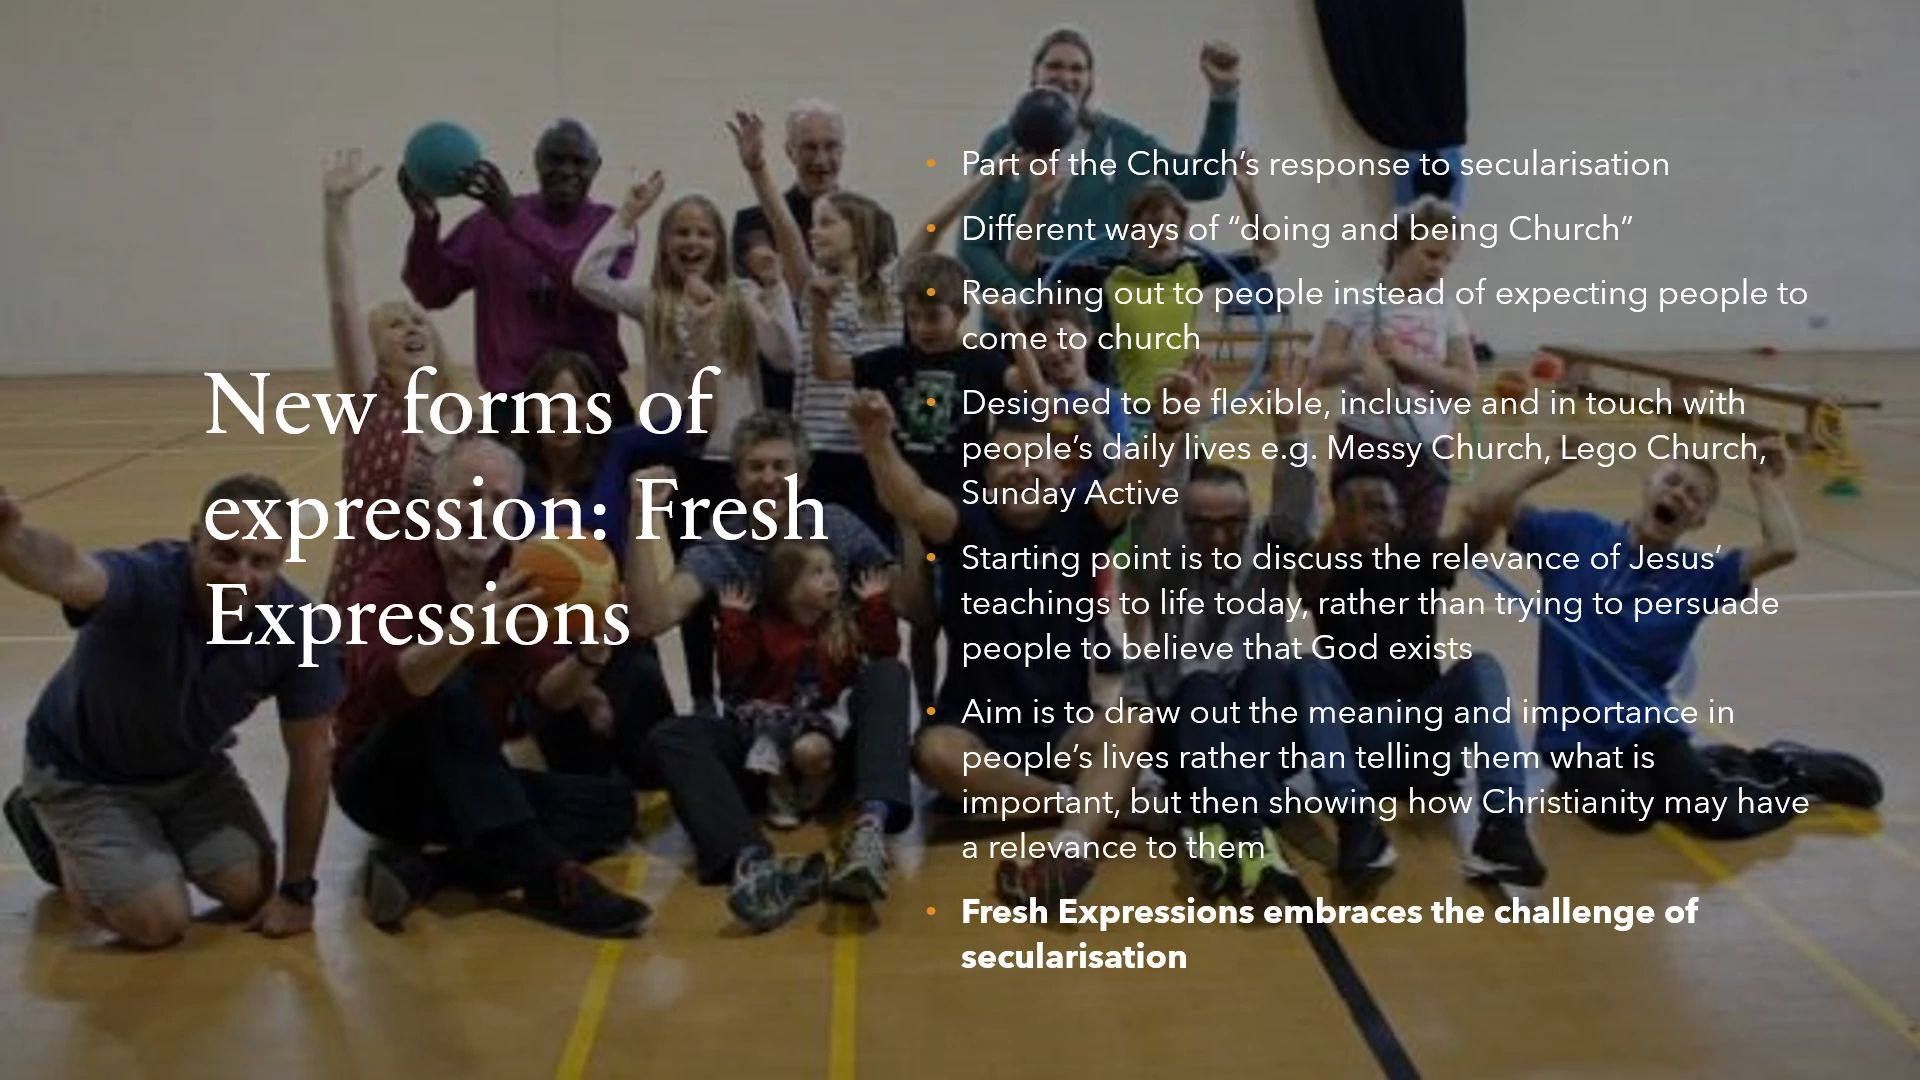 New forms of
expression: Fresh
Expressions
• Part of the Church’s response to secularisation
• Different ways of “doing and being Church”
• Reaching out to people instead of expecting people to
come to church
• Designed to be flexible, inclusive and in touch with
people’s daily lives e.g. Messy Church, Lego Church,
Sunday Active
• Starting point is to discuss the relevance of Jesus’
teachings to life today, rather than trying to persuade
people to believe that God exists
• Aim is to draw out the meaning and importance in
people’s lives rather than telling them what is
important, but then showing how Christianity may have
a relevance to them
• Fresh Expressions embraces the challenge of
secularisation